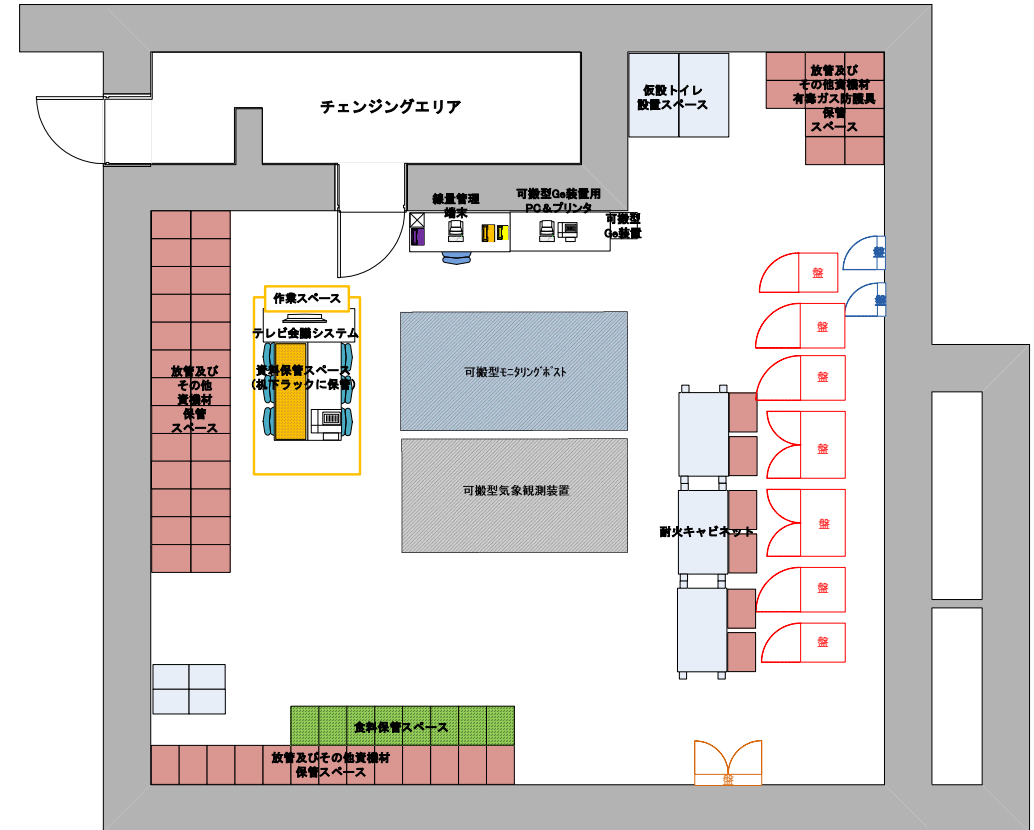 チェンジングエリア
仮設トイレ
設置スペース
放管及び
その他資機材
有毒ガス防護具
保管
スペース
線量管理
端末
可搬型Ge装置用
PC&プリンタ
可搬型
Ge装置
盤
盤
盤
盤
盤
盤
盤
盤
盤
盤
作業スペース
テレビ会議システム
資料保管スペース
(机下ラックに保管)
放管及び
その他
資機材
保管
スペース
可搬型モニタリングポスト
可搬型気象観測装置
耐火キャビネット
食料保管スペース
放管及びその他資機材
保管スペース